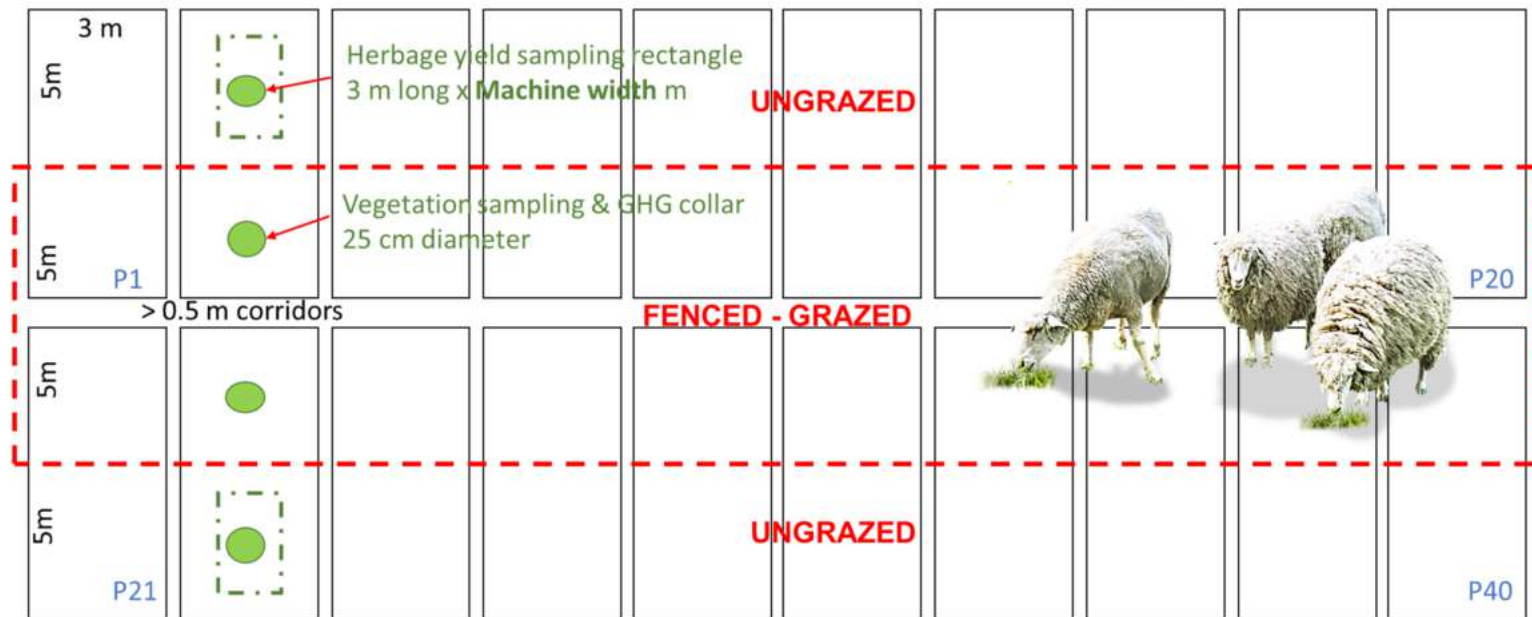 3 m
5m
Herbage yield sampling rectangle
3 m long x Machine width m
UNGRAZED
5m
P1
Vegetation sampling & GHG collar
25 cm diameter
P20
> 0.5 m corridors
FENCED - GRAZED
5m
5m
P21
UNGRAZED
P40